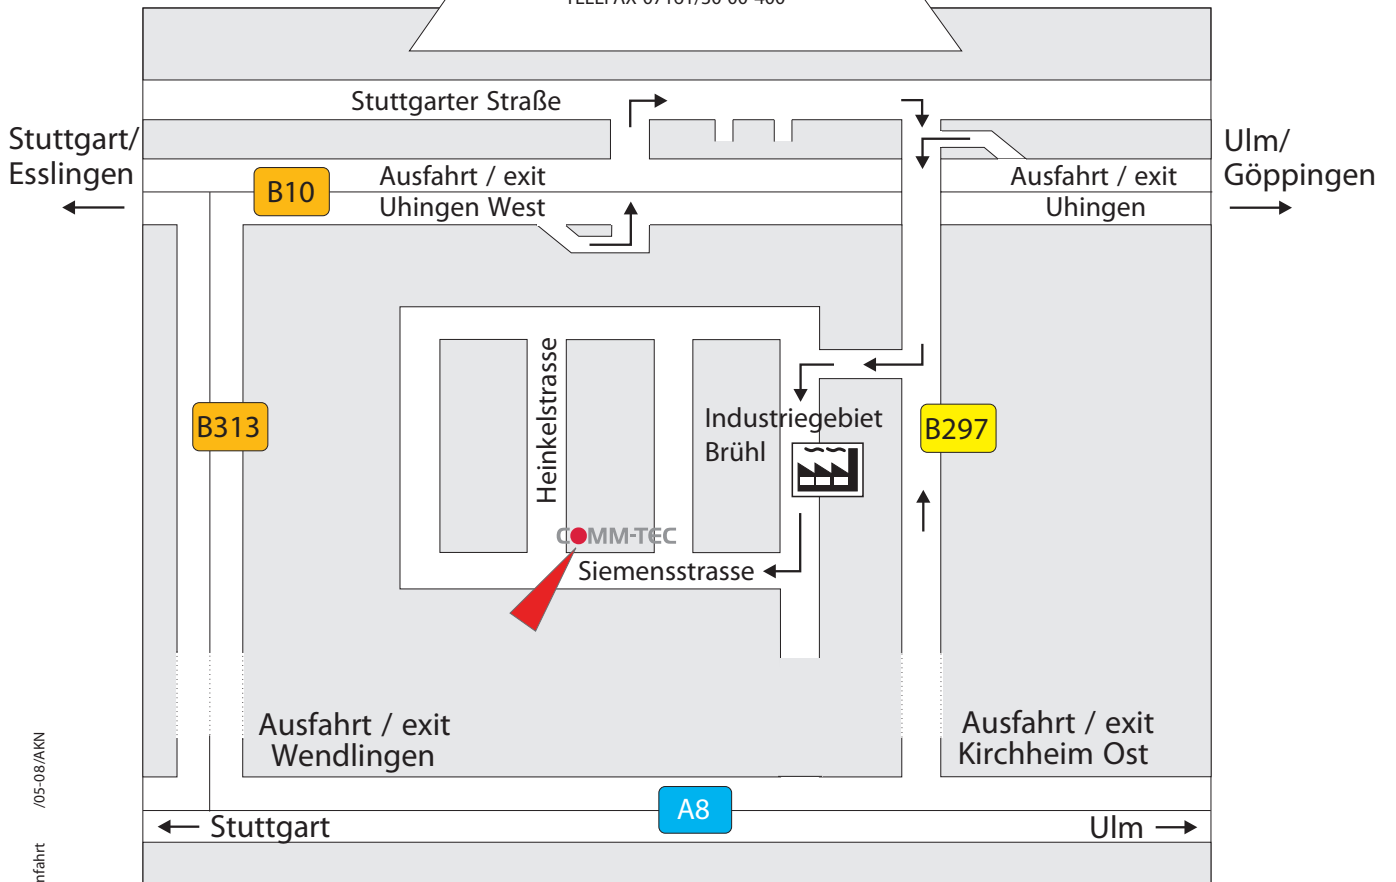 Stuttgarter Straße
Stuttgart/
Esslingen
Ulm/
Göppingen
B10
Ausfahrt / exit
Uhingen West
Ausfahrt / exit
Uhingen
Heinkelstrasse
B313
Industriegebiet
Brühl
B297
COMM-TEC
Siemensstrasse
Ausfahrt / exit
Wendlingen
Ausfahrt / exit
Kirchheim Ost
A8
Stuttgart
Ulm
/05-08/AKN
nfahrt